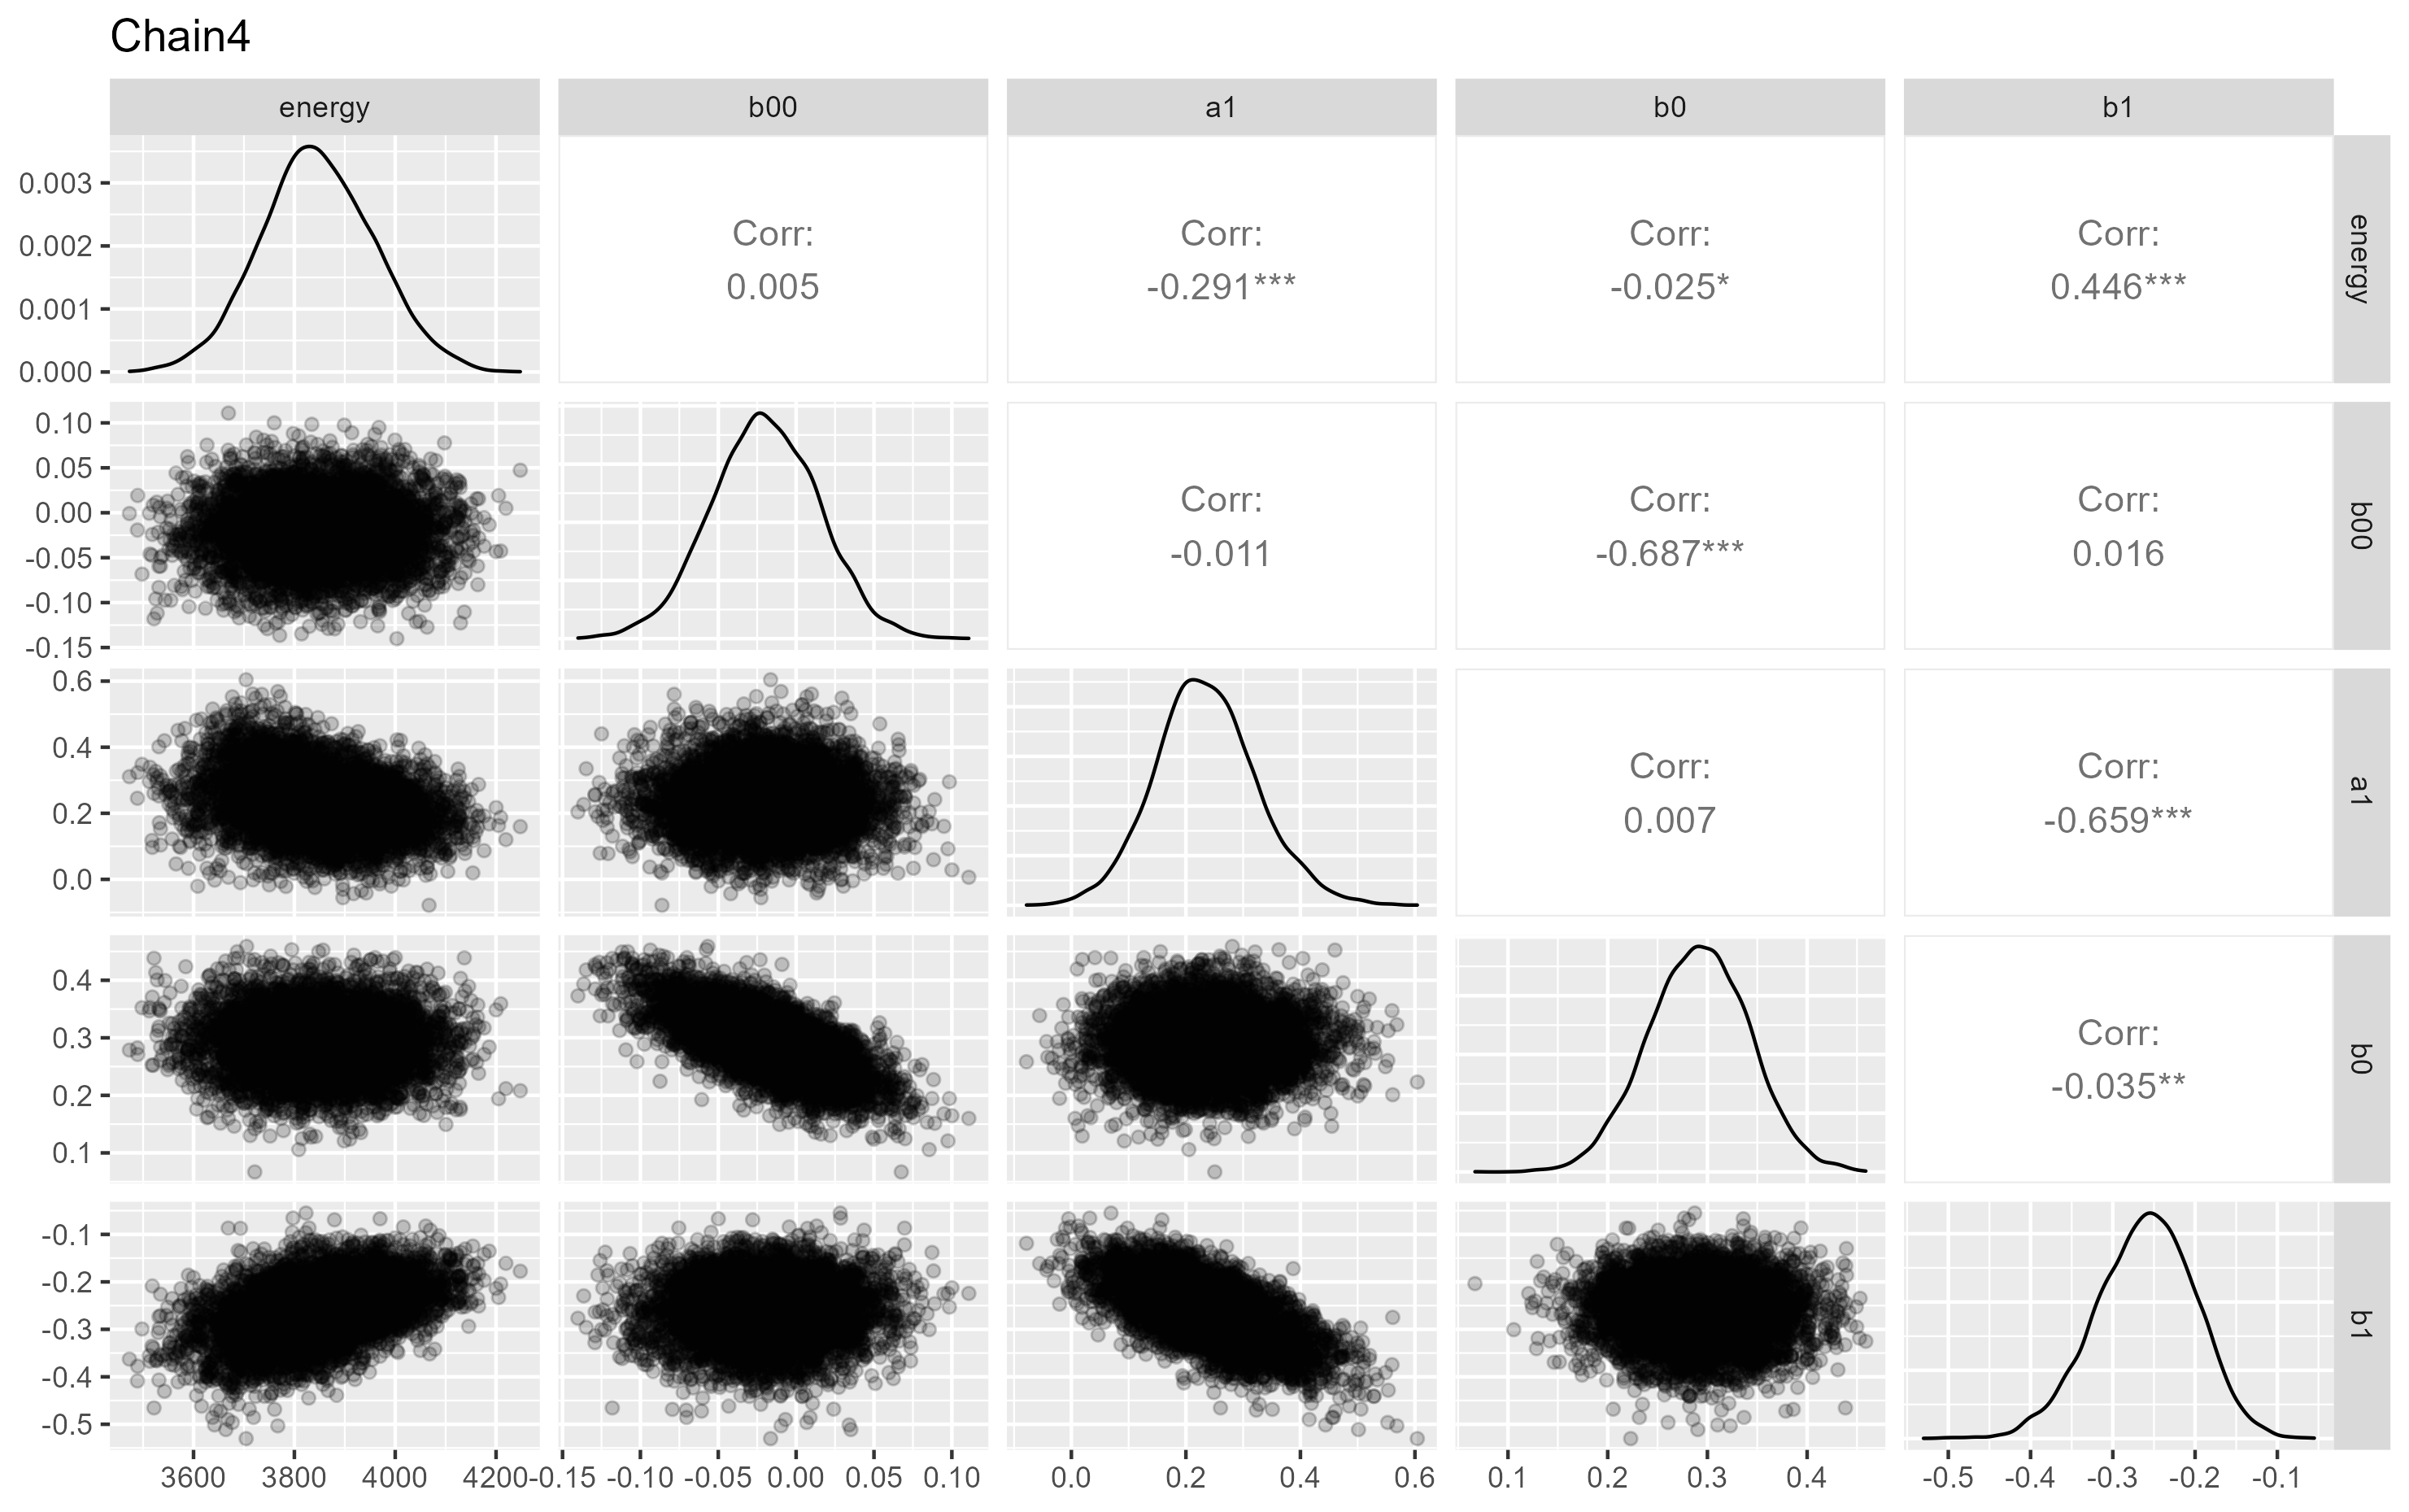 Chain4
energy
b00
a1
b0
b1
0.003
0.002
0.001
0.000
Corr:
0.005
Corr:
-0.291***
Corr:
-0.025*
Corr:
0.446***
energy
0.10
0.05
0.00
-0.05
-0.10
-0.15
Corr:
-0.011
Corr:
-0.687***
Corr:
0.016
b00
0.6
0.4
0.2
0.0
Corr:
0.007
Corr:
-0.659***
a1
0.4
0.3
0.2
0.1
Corr:
-0.035**
b0
-0.1
-0.2
-0.3
-0.4
-0.5
b1
3600 3800 4000 4200
-0.15 -0.10 -0.05 0.00 0.05 0.10
0.0 0.2 0.4 0.6
0.1 0.2 0.3 0.4
-0.5 -0.4 -0.3 -0.2 -0.1